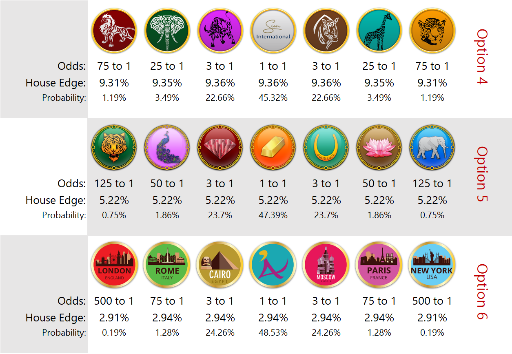 International
Odds: 75 to 1 25 to 1 3 to 1 1 to 1 3 to 1 25 to 1 75 to 1
House Edge: 9.31% 9.35% 9.36% 9.36% 9.36% 9.35% 9.31%
Probability: 1.19% 3.49% 22.66% 45.32% 22.66% 3.49% 1.19%
Option 4
Odds: 125 to 1 50 to 1 3 to 1 1 to 1 3 to 1 50 to 1 125 to 1
House Edge: 5.22% 5.22% 5.22% 5.22% 5.22% 5.22% 5.22%
Probability: 0.75% 1.86% 23.7% 47.39% 23.7% 1.86% 0.75%
Option 5
LONDON ROME CAIRO MOSCOW PARIS NEW YORK
ENGLAND ITALY FRANCE USA
Odds: 500 to 1 75 to 1 3 to 1 1 to 1 3 to 1 75 to 1 500 to 1
House Edge: 2.91% 2.94% 2.94% 2.94% 2.94% 2.94% 2.91%
Probability: 0.19% 1.28% 24.26% 48.53% 24.26% 1.28% 0.19%
Option 6